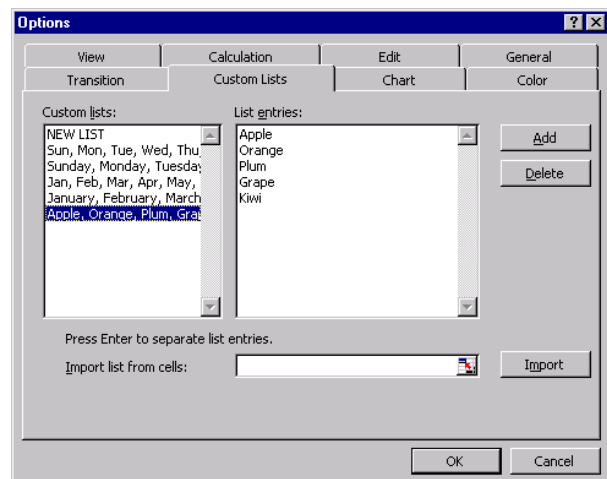 Options
View Calculation Edit General
Transition Custom Lists Chart Color
Custom lists: List entries:
NEW LIST
Sun, Mon, Tue, Wed, Thu,
Sunday, Monday, Tuesday
Jan, Feb, Mar, Apr, May,
January, February, March
Apple, Orange, Plum, Gra
Apple
Orange
Plum
Grape
Kiwi
Add
Delete
Press Enter to separate list entries.
Import list from cells:
Import
OK Cancel